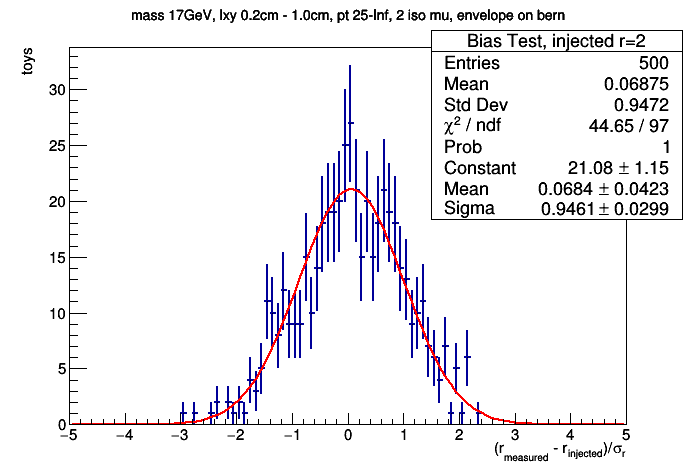 mass 17GeV, lxy 0.2cm - 1.0cm, pt 25-Inf, 2 iso mu, envelope on bern
toys
Bias Test, injected r=2
Entries 500
Mean 0.06875
Std Dev 0.9472
χ² / ndf 44.65 / 97
Prob 1
Constant 21.08 ± 1.15
Mean 0.0684 ± 0.0423
Sigma 0.9461 ± 0.0299
30
25
20
15
10
5
0
−5 −4 −3 −2 −1 0 1 2 3 4 5
(r_measured - r_injected)/σ_r